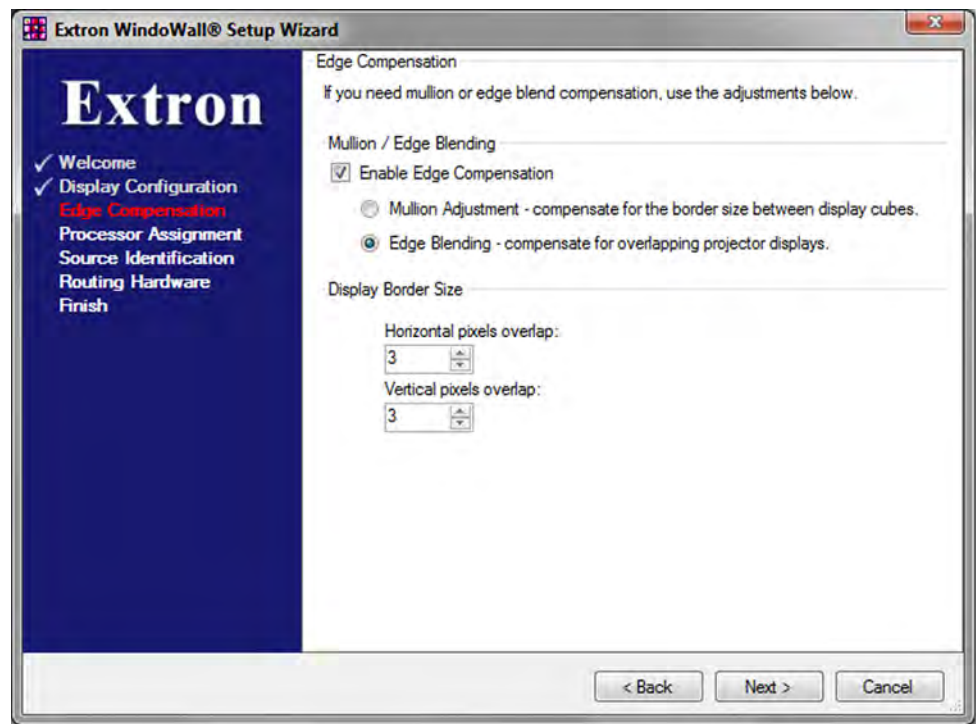 Extron WindoWall® Setup Wizard
Extron
Welcome
Display Configuration
Edge Compensation
Processor Assignment
Source Identification
Routing Hardware
Finish
Edge Compensation
If you need mullion or edge blend compensation, use the adjustments below.
Mullion / Edge Blending
Enable Edge Compensation
Mullion Adjustment - compensate for the border size between display cubes.
Edge Blending - compensate for overlapping projector displays.
Display Border Size
Horizontal pixels overlap:
3
Vertical pixels overlap:
3
< Back Next > Cancel